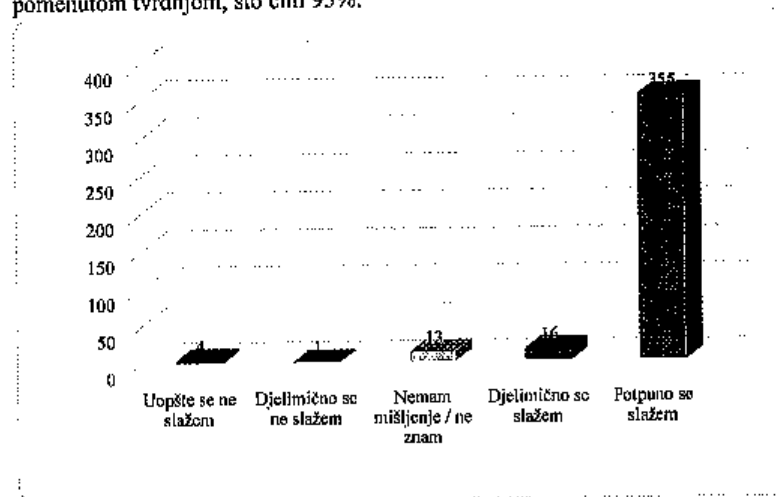 pomenutom tvrdnjom, što čini 95%.
400
350
300
250
200
150
100
50
0
355
16
13
1
Uopšte se ne slažem
Djelimično se ne slažem
Nemam mišljenje / ne znam
Djelimično se slažem
Potpuno se slažem